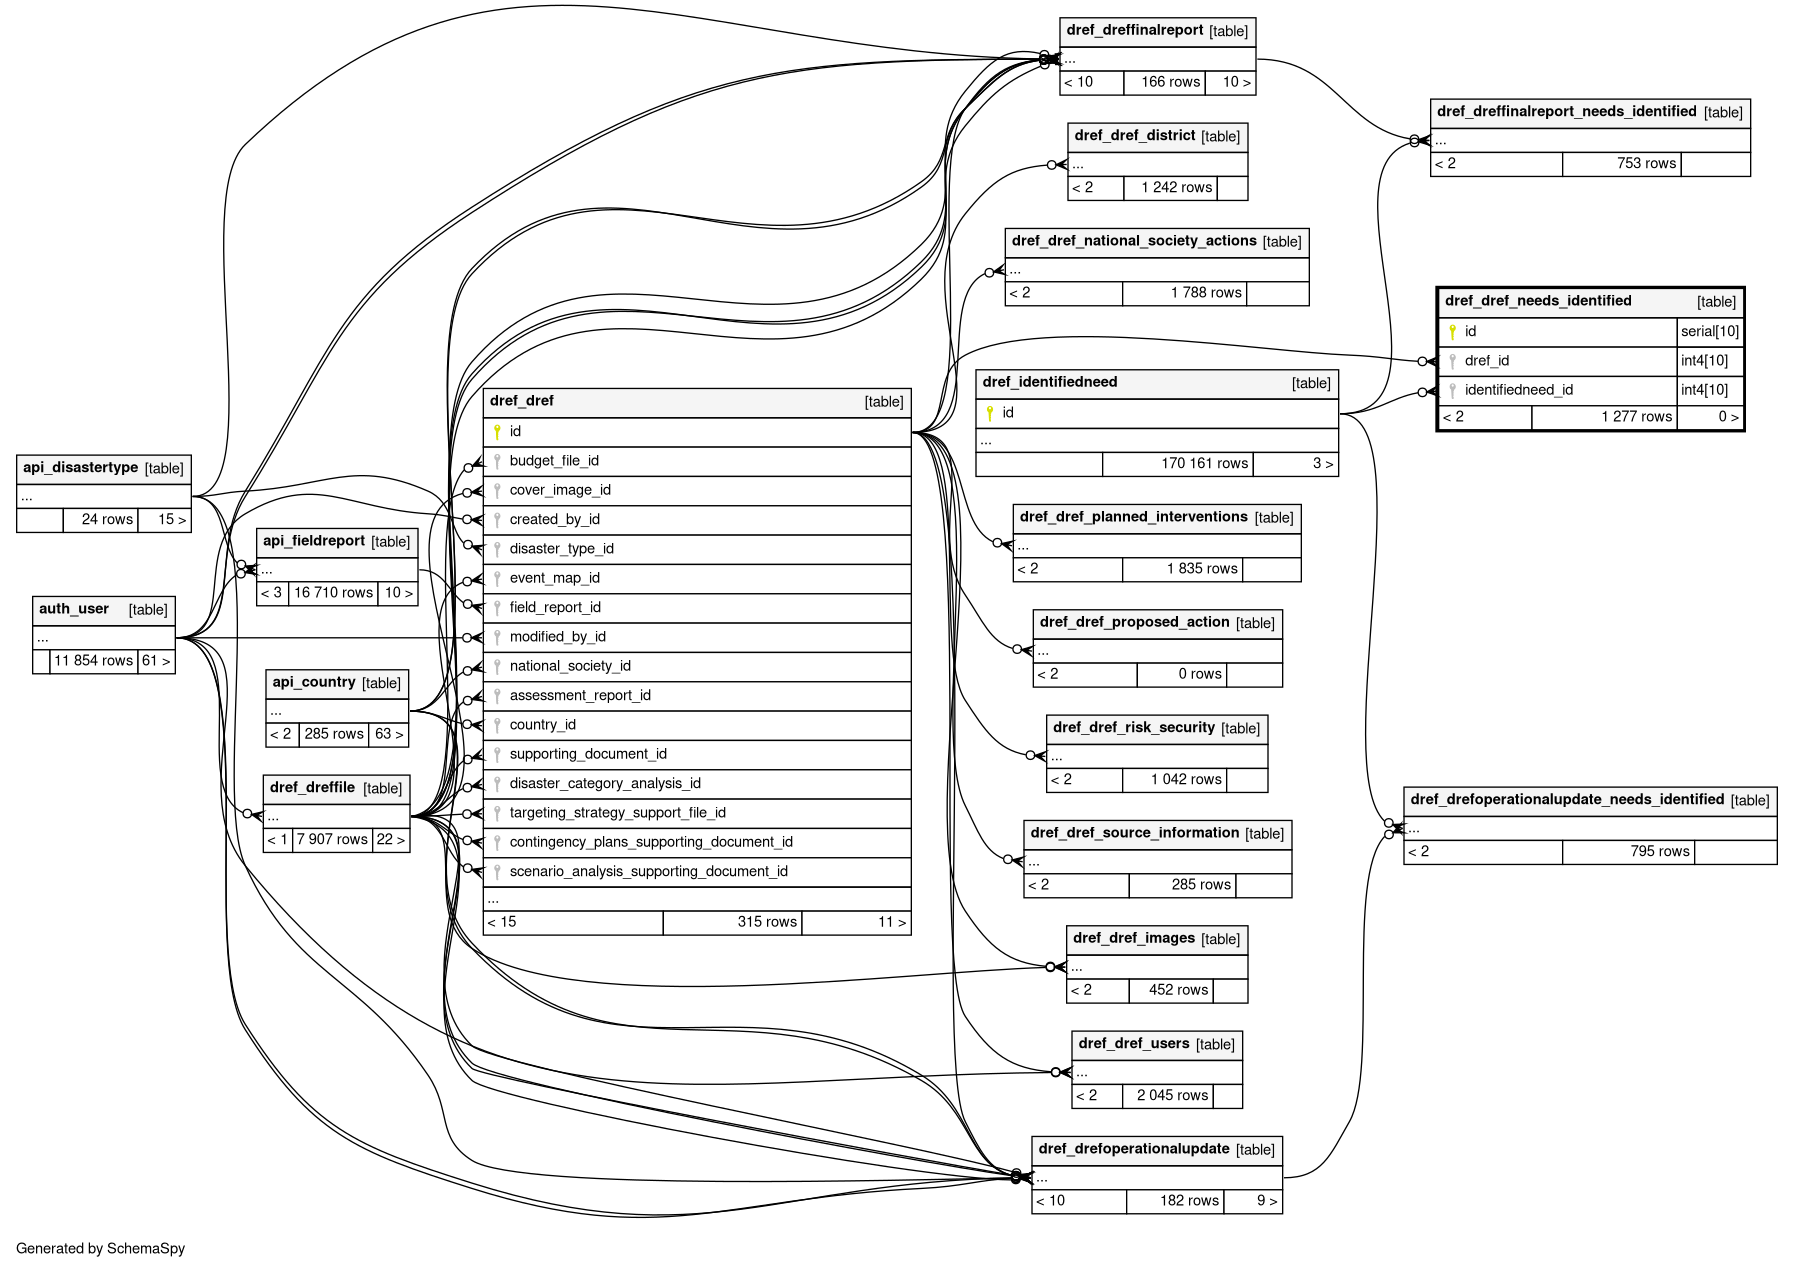 dref_dreffinalreport [table]
...
< 10 166 rows 10 >
dref_dref_district [table]
...
< 2 1 242 rows
dref_dref_national_society_actions [table]
...
< 2 1 788 rows
dref_identifiedneed [table]
id
...
170 161 rows 3 >
dref_dref_planned_interventions [table]
...
< 2 1 835 rows
dref_dref_proposed_action [table]
...
< 2 0 rows
dref_dref_risk_security [table]
...
< 2 1 042 rows
dref_dref_source_information [table]
...
< 2 285 rows
dref_dref_images [table]
...
< 2 452 rows
dref_dref_users [table]
...
< 2 2 045 rows
dref_drefoperationalupdate [table]
...
< 10 182 rows 9 >
dref_dreffinalreport_needs_identified [table]
...
< 2 753 rows
dref_dref_needs_identified [table]
id serial[10]
dref_id int4[10]
identifiedneed_id int4[10]
< 2 1 277 rows 0 >
dref_drefoperationalupdate_needs_identified [table]
...
< 2 795 rows
dref_dref [table]
id
budget_file_id
cover_image_id
created_by_id
disaster_type_id
event_map_id
field_report_id
modified_by_id
national_society_id
assessment_report_id
country_id
supporting_document_id
disaster_category_analysis_id
targeting_strategy_support_file_id
contingency_plans_supporting_document_id
scenario_analysis_supporting_document_id
...
< 15 315 rows 11 >
api_disastertype [table]
...
24 rows 15 >
api_fieldreport [table]
...
< 3 16 710 rows 10 >
auth_user [table]
...
11 854 rows 61 >
api_country [table]
...
< 2 285 rows 63 >
dref_dreffile [table]
...
< 1 7 907 rows 22 >
Generated by SchemaSpy